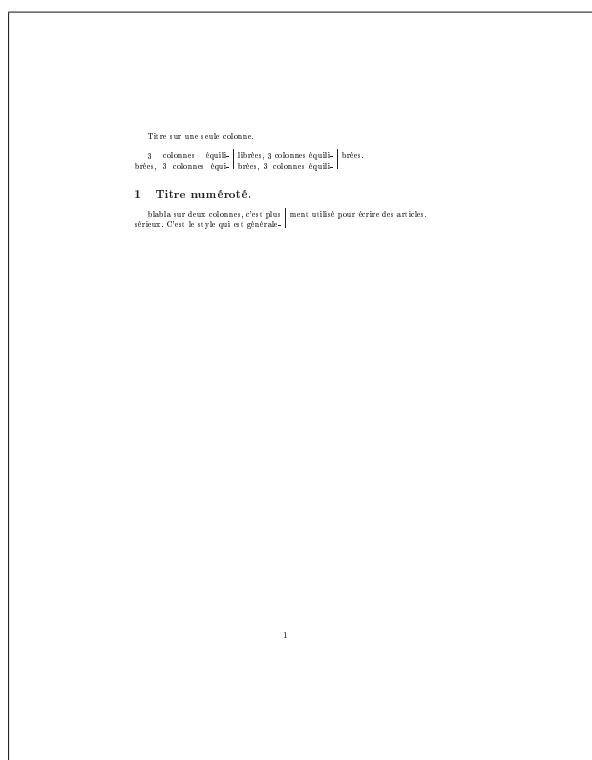 Titre sur une seule colonne.
3 colonnes équili-
brées, 3 colonnes équi-
librées, 3 colonnes équili-
brées, 3 colonnes équili-
brées.
1 Titre numéroté.
blabla sur deux colonnes, c'est plus
sérieux. C'est le style qui est générale-
ment utilisé pour écrire des articles.
1